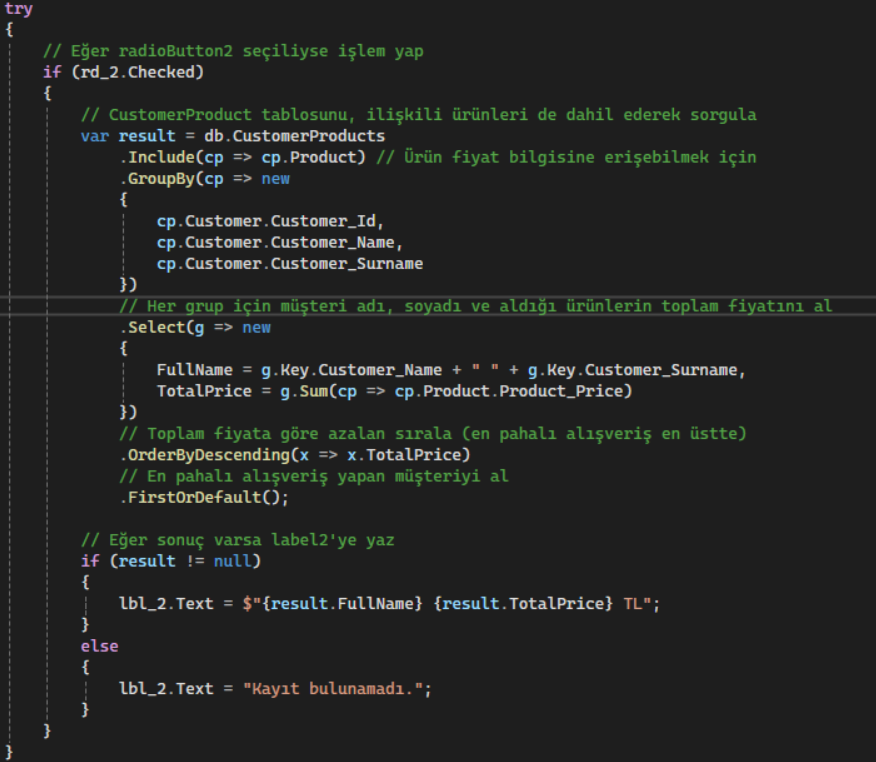 try
{
// Eğer radioButton2 seçiliyse işlem yap
if (rd_2.Checked)
{
// CustomerProduct tablosunu, ilişkili ürünleri de dahil ederek sorgula
var result = db.CustomerProducts
.Include(cp => cp.Product) // Ürün fiyat bilgisine erişebilmek için
.GroupBy(cp => new
{
cp.Customer.Customer_Id,
cp.Customer.Customer_Name,
cp.Customer.Customer_Surname
})
// Her grup için müşteri adı, soyadı ve aldığı ürünlerin toplam fiyatını al
.Select(g => new
{
FullName = g.Key.Customer_Name + " " + g.Key.Customer_Surname,
TotalPrice = g.Sum(cp => cp.Product.Product_Price)
})
// Toplam fiyata göre azalan sırala (en pahalı alışveriş en üstte)
.OrderByDescending(x => x.TotalPrice)
// En pahalı alışveriş yapan müşteriyi al
.FirstOrDefault();
// Eğer sonuç varsa label2'ye yaz
if (result != null)
{
lbl_2.Text = $"{result.FullName} {result.TotalPrice} TL";
}
else
{
lbl_2.Text = "Kayıt bulunamadı.";
}
}
}